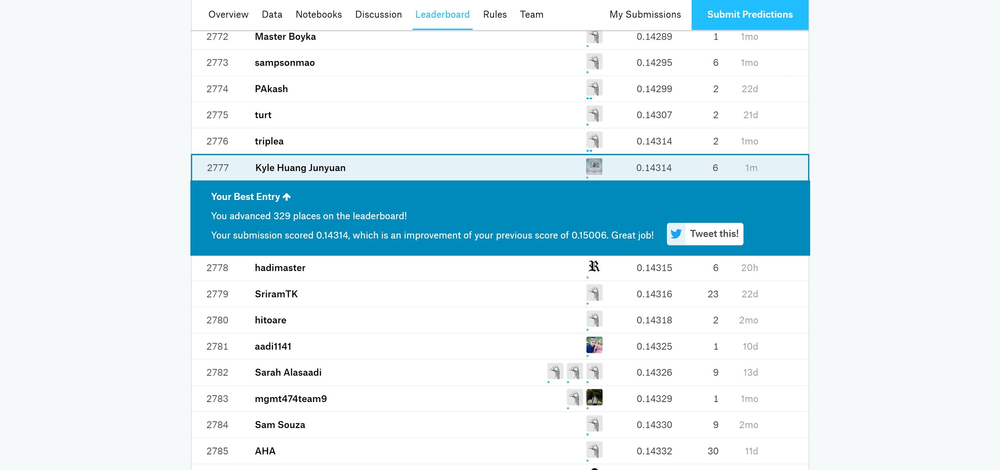 Overview Data Notebooks Discussion Leaderboard Rules Team My Submissions Submit Predictions
2772 Master Boyka 0.14289 1 1mo
2773 sampsonmao 0.14295 6 1mo
2774 PAkash 0.14299 2 22d
2775 turt 0.14307 2 21d
2776 triplea 0.14314 2 1mo
2777 Kyle Huang Junyuan 0.14314 6 1m
Your Best Entry
You advanced 329 places on the leaderboard!
Your submission scored 0.14314, which is an improvement of your previous score of 0.15006. Great job! Tweet this!
2778 hadimaster R 0.14315 6 20h
2779 SriramTK 0.14316 23 22d
2780 hitoare 0.14318 2 2mo
2781 aadi1141 0.14325 1 10d
2782 Sarah Alasaadi 0.14326 9 13d
2783 mgmt474team9 0.14329 1 1mo
2784 Sam Souza 0.14330 9 2mo
2785 AHA 0.14332 30 11d